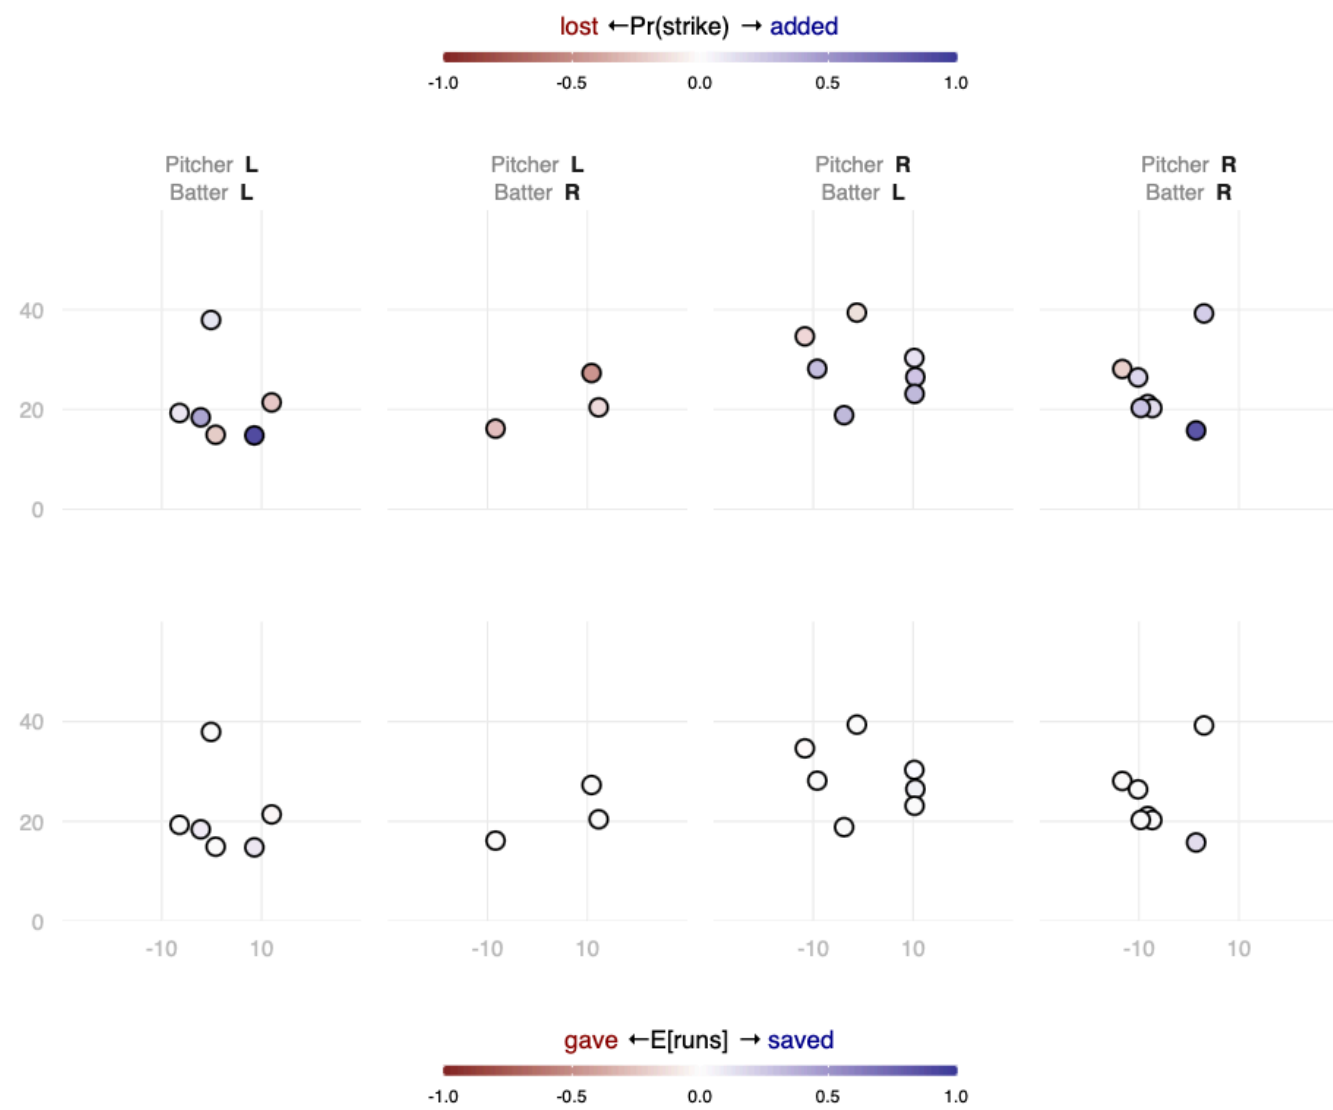 lost ←Pr(strike) → added
-1.0 -0.5 0.0 0.5 1.0
Pitcher L Pitcher L Pitcher R Pitcher R
Batter L Batter R Batter L Batter R
40
20
0
40
20
0
-10 10 -10 10 -10 10 -10 10
gave ←E[runs] → saved
-1.0 -0.5 0.0 0.5 1.0